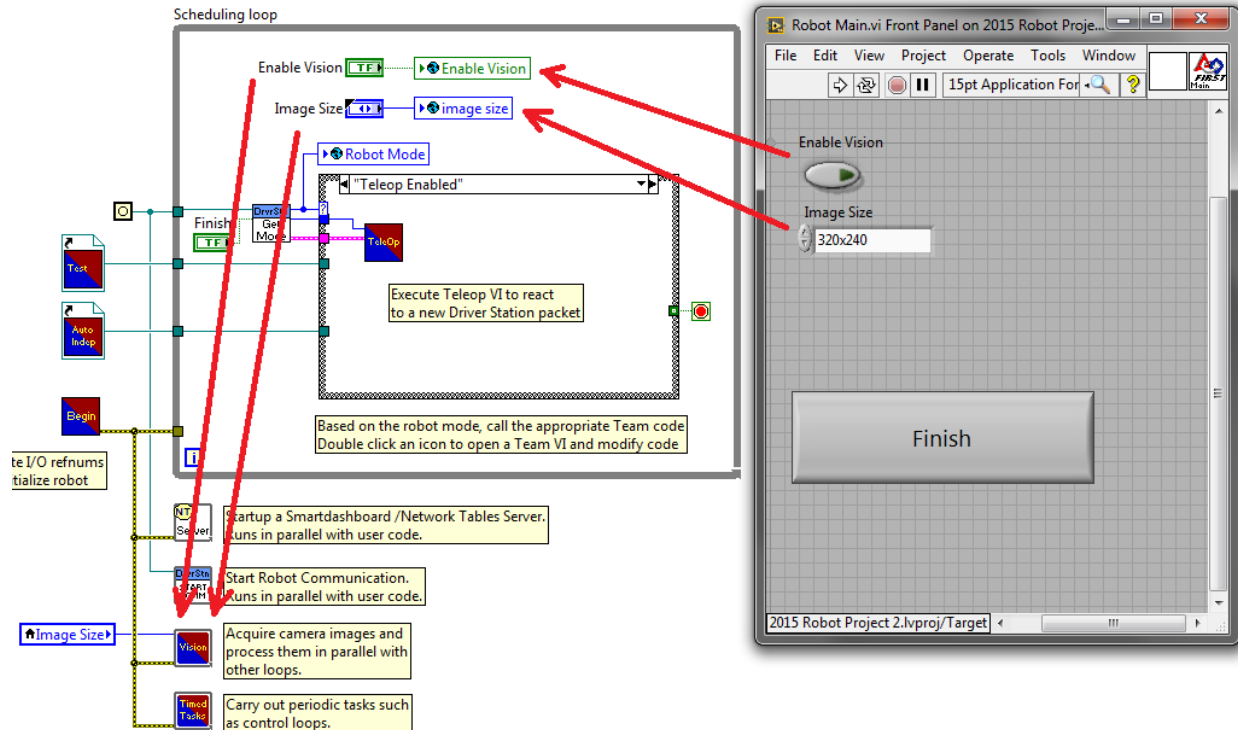 Scheduling loop
Enable Vision
TF
Enable Vision
Image Size
image size
Robot Mode
"Teleop Enabled"
Finish
TF
Get
Mode
?
TeleOp
Test
Auto
Indep
Execute Teleop VI to react
to a new Driver Station packet
Begin
Based on the robot mode, call the appropriate Team code
Double click an icon to open a Team VI and modify code
i
te I/O refnums
itialize robot
NT
Server
Startup a Smartdashboard /Network Tables Server.
Runs in parallel with user code.
START
Start Robot Communication.
Runs in parallel with user code.
Image Size
Vision
Acquire camera images and
process them in parallel with
other loops.
Timed
Tasks
Carry out periodic tasks such
as control loops.
Robot Main.vi Front Panel on 2015 Robot Proje...
File Edit View Project Operate Tools Window
15pt Application For
?
FIRST
Main
Enable Vision
Image Size
320x240
Finish
2015 Robot Project 2.lvproj/Target